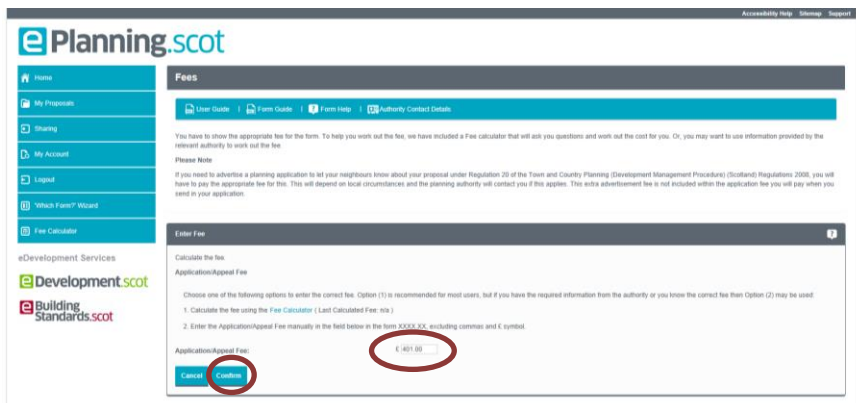 Accessibility Help Sitemap Support
e Planning.scot
Home
My Proposals
Sharing
My Account
Logout
'Which Form?' Wizard
Fee Calculator
eDevelopment Services
e Development.scot
e Building
Standards.scot
Fees
User Guide | Form Guide | Form Help | Authority Contact Details
You have to show the appropriate fee for the form. To help you work out the fee, we have included a Fee calculator that will ask you questions and work out the cost for you. Or, you may want to use information provided by the
relevant authority to work out the fee.
Please Note
If you need to advertise a planning application to let your neighbours know about your proposal under Regulation 20 of the Town and Country Planning (Development Management Procedure) (Scotland) Regulations 2008, you will
have to pay the appropriate fee for this. This will depend on local circumstances and the planning authority will contact you if this applies. This extra advertisement fee is not included within the application fee you will pay when you
send in your application.
Enter Fee ?
Calculate the fee.
Application/Appeal Fee
Choose one of the following options to enter the correct fee. Option (1) is recommended for most users, but if you have the required information from the authority or you know the correct fee then Option (2) may be used:
1. Calculate the fee using the Fee Calculator ( Last Calculated Fee: n/a )
2. Enter the Application/Appeal Fee manually in the field below in the form XXXX.XX, excluding commas and £ symbol.
Application/Appeal Fee: £ 401.00
Cancel Confirm